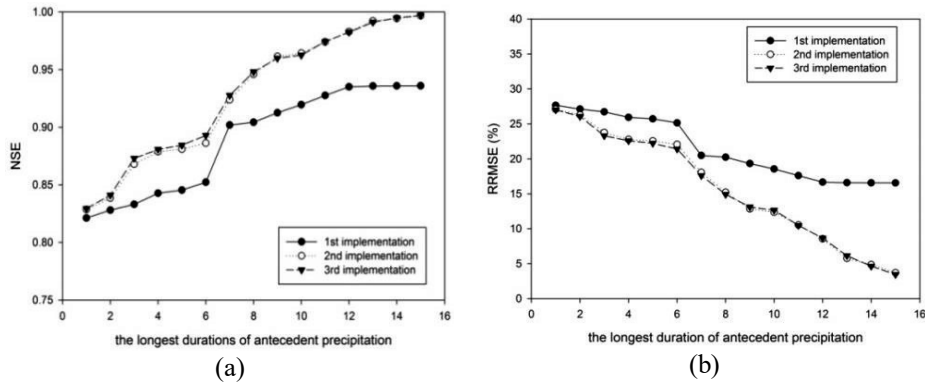 1.00
0.95
0.90
0.85
0.80
0.75
NSE
1st implementation
2nd implementation
3rd implementation
0 2 4 6 8 10 12 14 16
the longest durations of antecedent precipitation
(a)
40
35
30
25
20
15
10
5
0
RRMSE (%)
1st implementation
2nd implementation
3rd implementation
0 2 4 6 8 10 12 14 16
the longest duration of antecedent precipitation
(b)